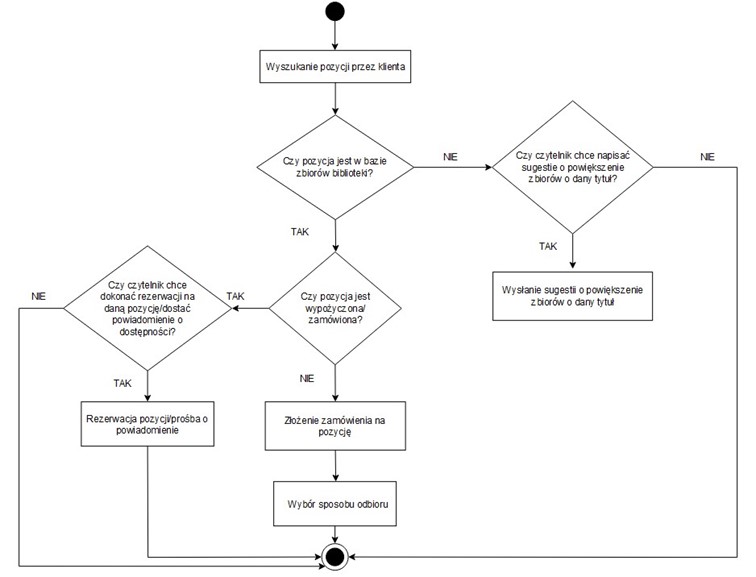 Wyszukanie pozycji przez klienta
Czy pozycja jest w bazie
zbiorów biblioteki?
NIE
Czy czytelnik chce napisać
sugestie o powiększenie
zbiorów o dany tytuł?
NIE
TAK
TAK
Wysłanie sugestii o powiększenie
zbiorów o dany tytuł
Czy pozycja jest
wypożyczona/
zamówiona?
TAK
Czy czytelnik chce
dokonać rezerwacji na
daną pozycję/dostać
powiadomienie o
dostępności?
NIE
TAK
Rezerwacja pozycji/prośba o
powiadomienie
NIE
Złożenie zamówienia na
pozycję
Wybór sposobu odbioru